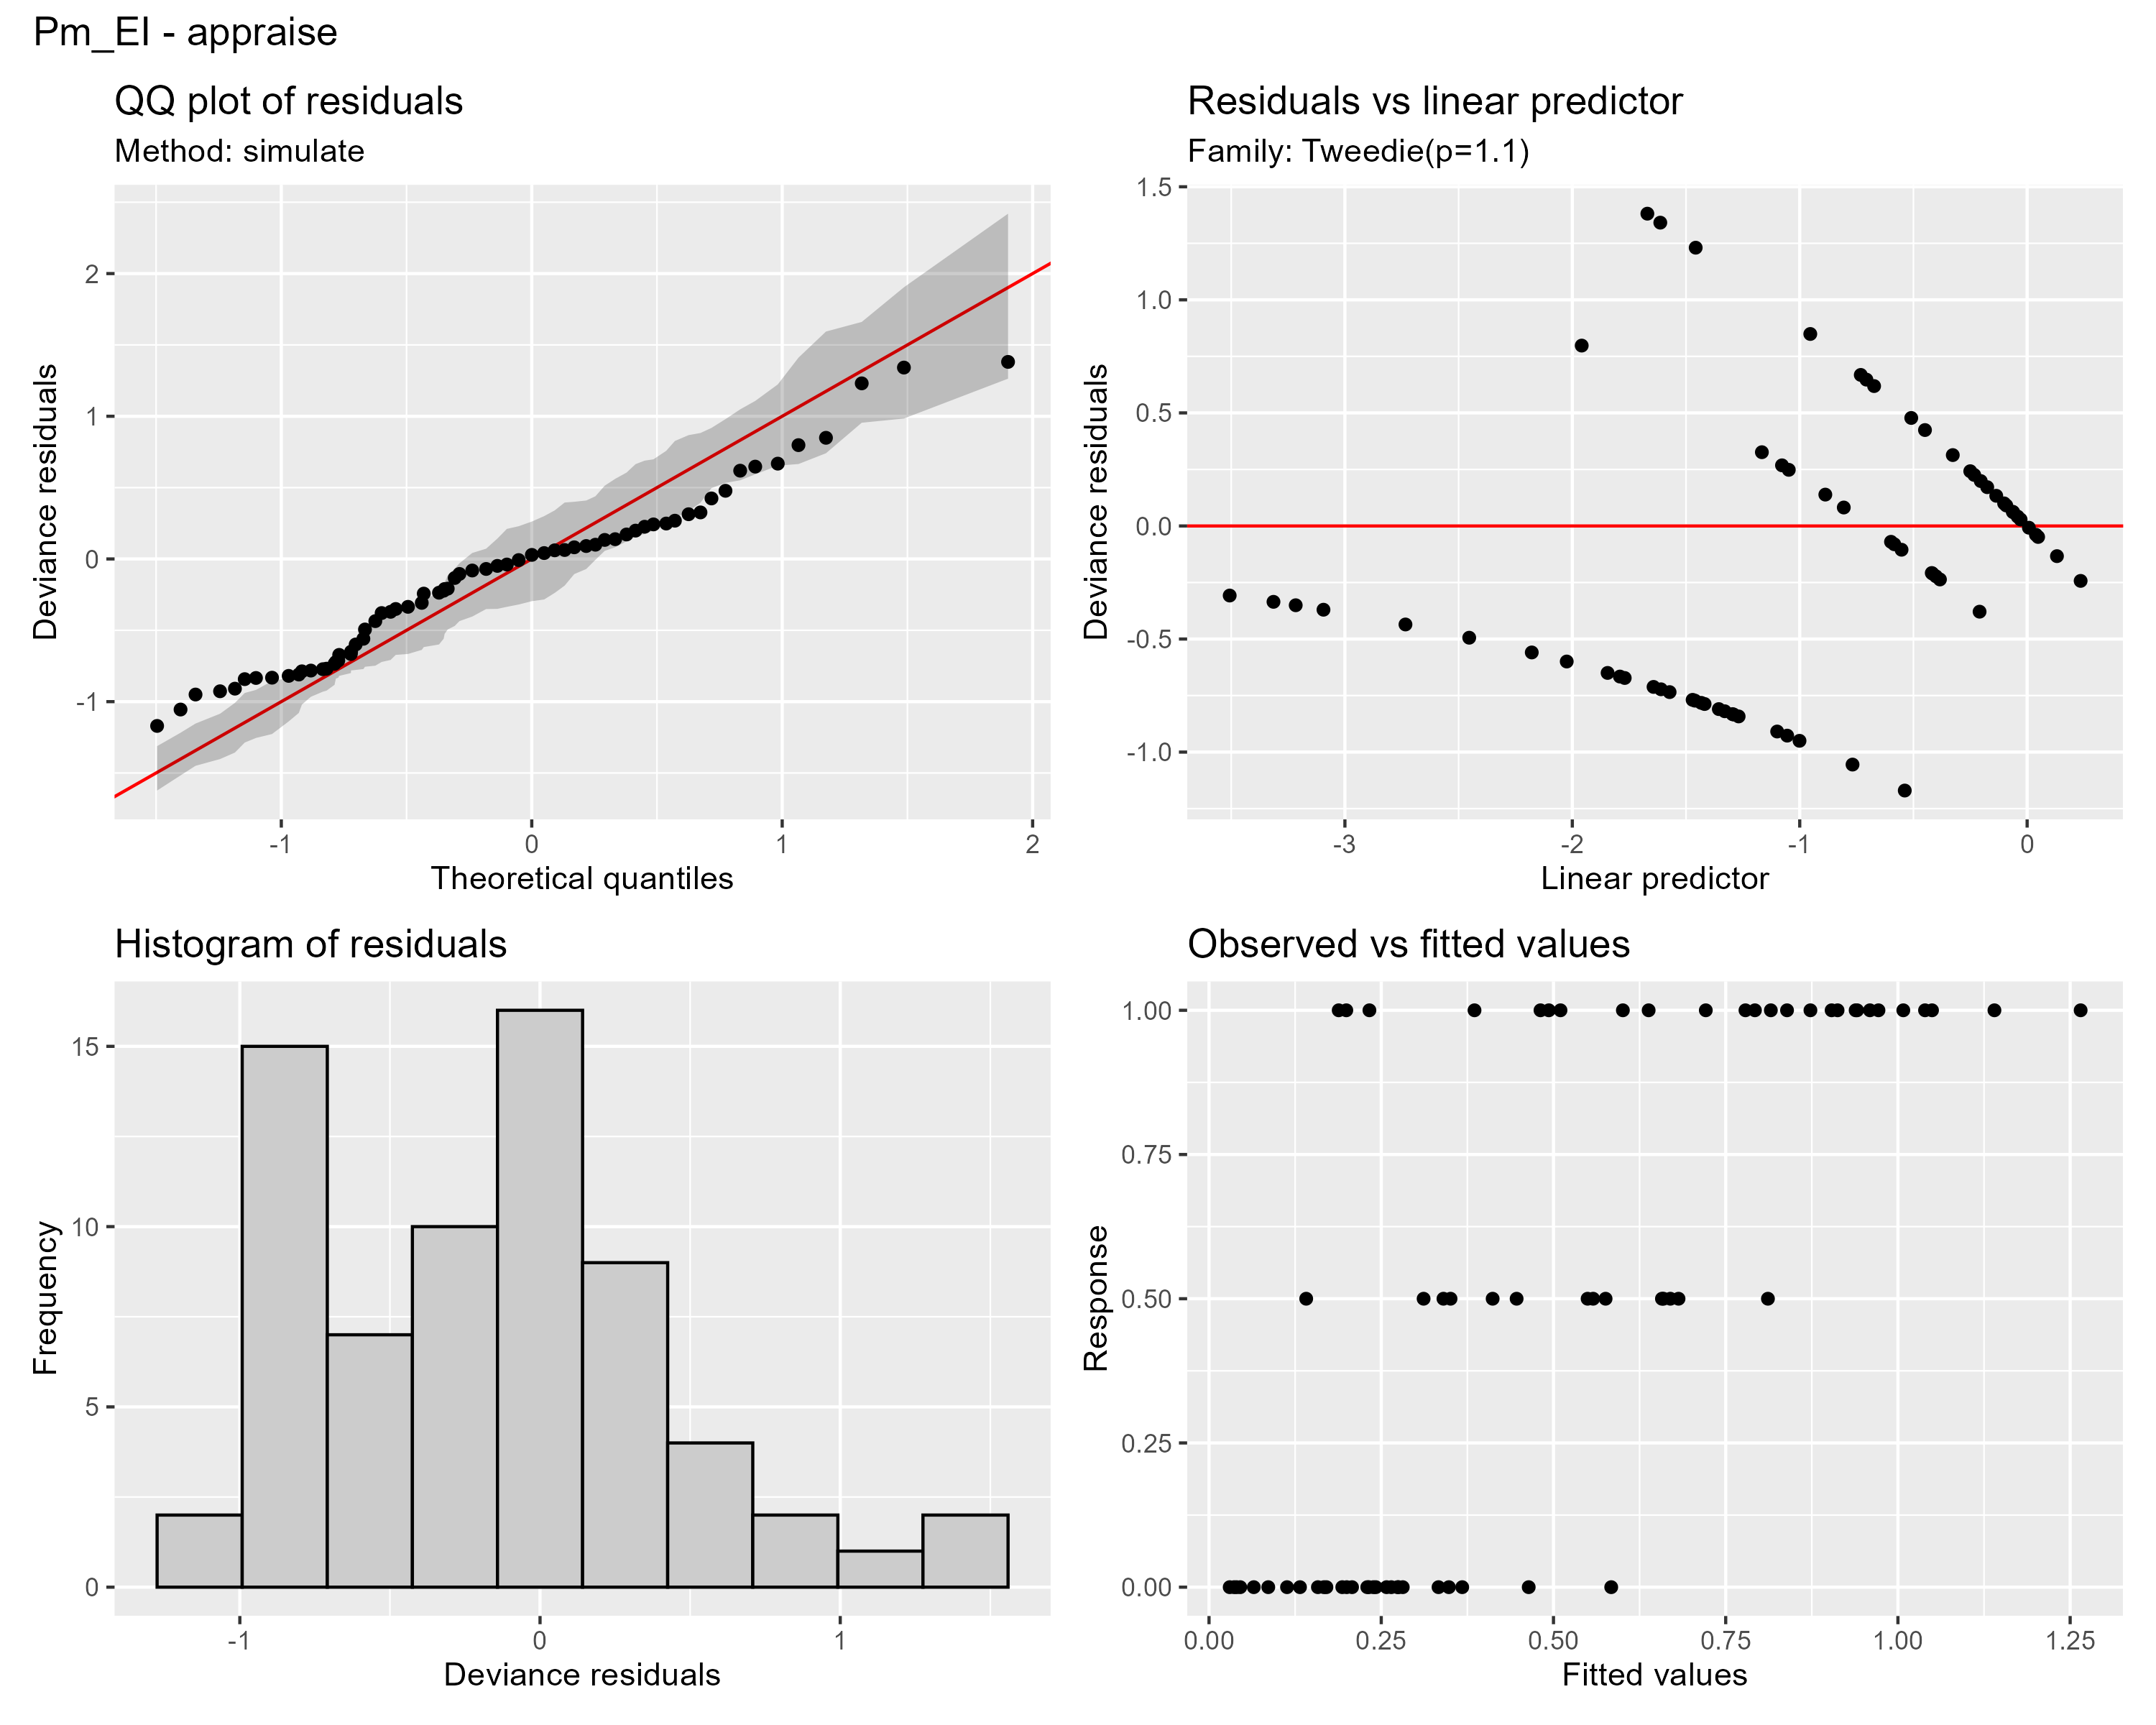 Pm_EI - appraise
QQ plot of residuals
Method: simulate
Deviance residuals
2
1
0
-1
-1
0
1
2
Theoretical quantiles
Residuals vs linear predictor
Family: Tweedie(p=1.1)
Deviance residuals
1.5
1.0
0.5
0.0
-0.5
-1.0
-3
-2
-1
0
Linear predictor
Histogram of residuals
Frequency
15
10
5
0
-1
0
1
Deviance residuals
Observed vs fitted values
Response
1.00
0.75
0.50
0.25
0.00
0.00
0.25
0.50
0.75
1.00
1.25
Fitted values